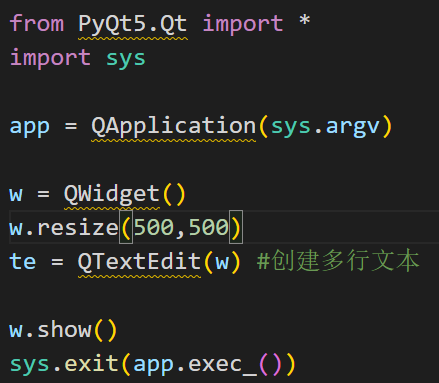 from PyQt5.Qt import *
import sys
app = QApplication(sys.argv)
w = QWidget()
w.resize(500,500)
te = QTextEdit(w) #创建多行文本
w.show()
sys.exit(app.exec_())